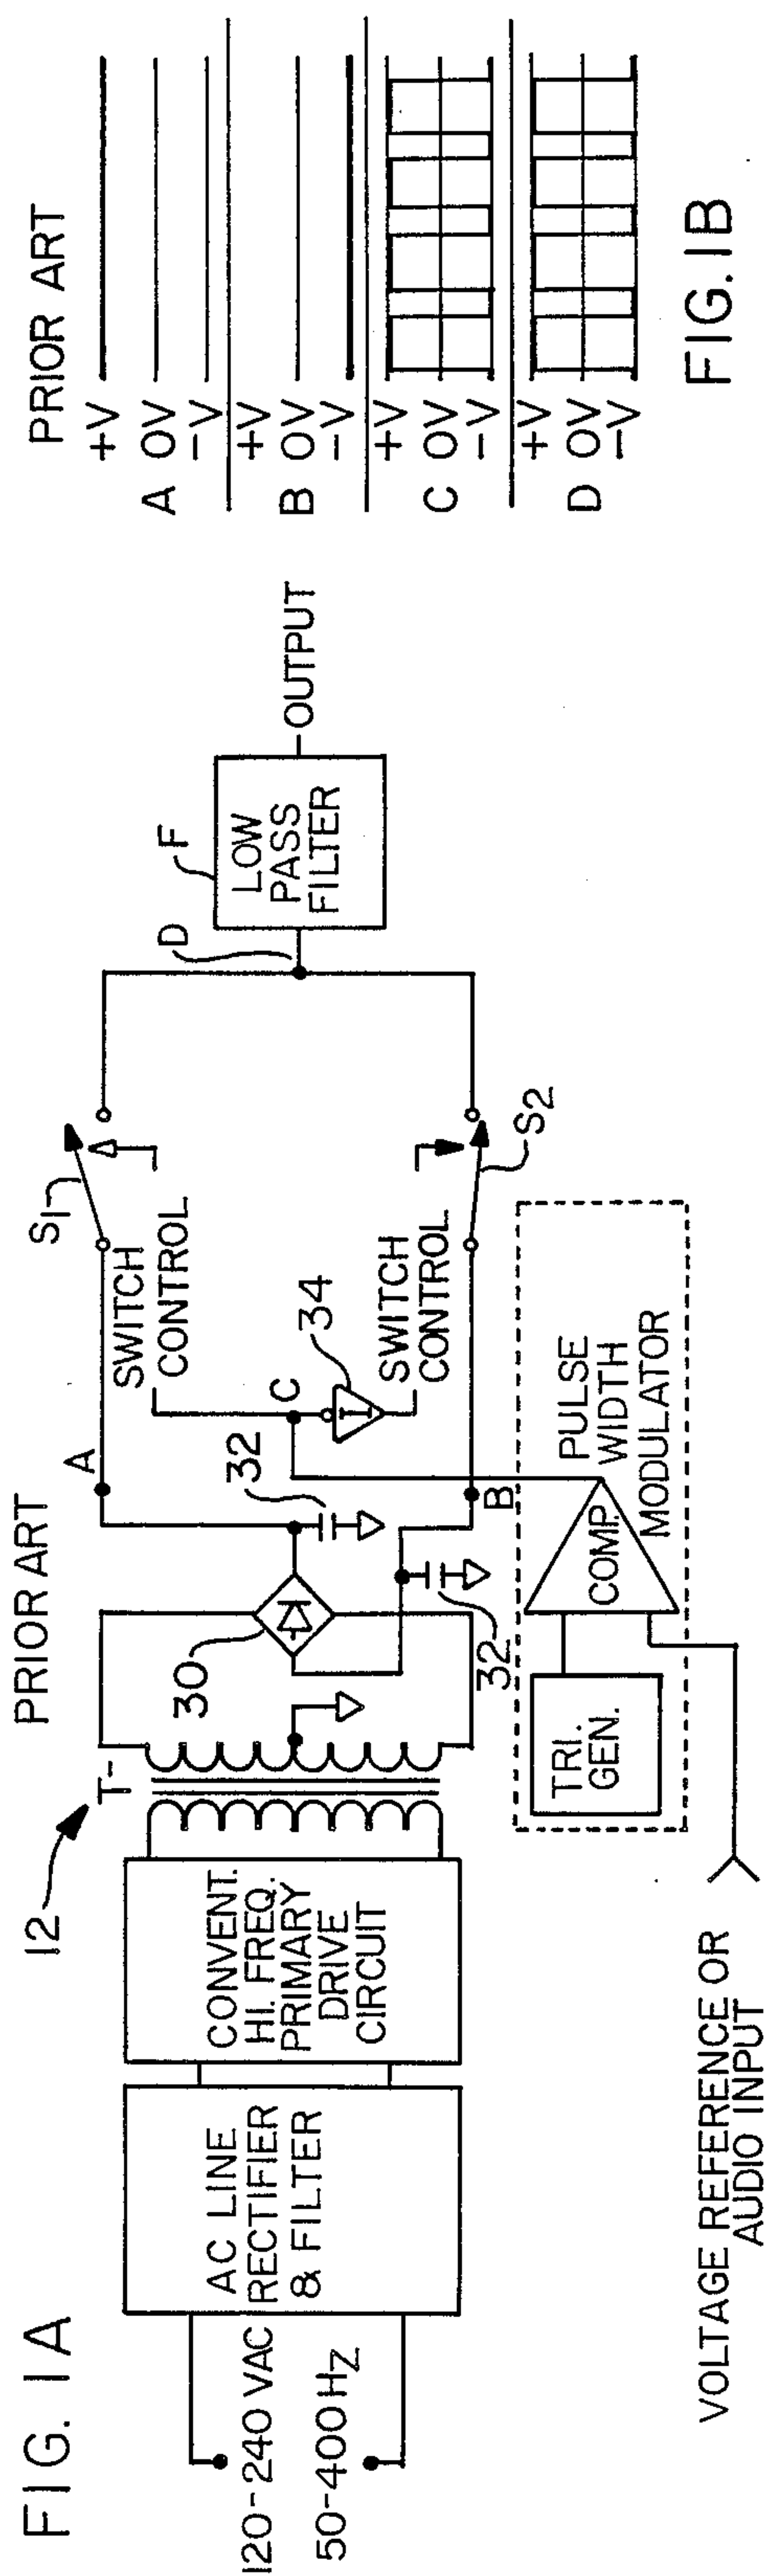 FIG. 1A
PRIOR ART
12
T
120-240 VAC
50-400 HZ
AC LINE
RECTIFIER
& FILTER
CONVENT.
HI. FREQ.
PRIMARY
DRIVE
CIRCUIT
30
32
32
A
B
C
34
S1
SWITCH
CONTROL
SWITCH
CONTROL
S2
D
F
LOW
PASS
FILTER
OUTPUT
TRI.
GEN.
COMP.
PULSE
WIDTH
MODULATOR
VOLTAGE REFERENCE OR
AUDIO INPUT
PRIOR ART
+V
A 0V
-V
+V
B 0V
-V
+V
C 0V
-V
+V
D 0V
-V
FIG. 1B